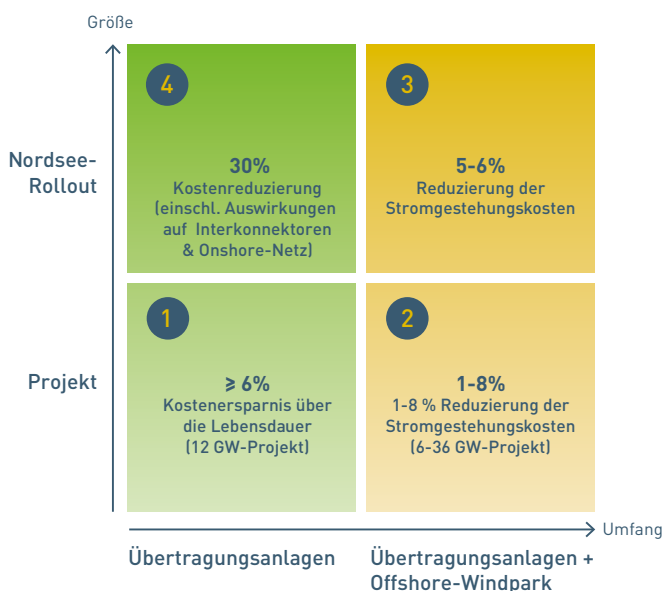 Größe
4
3
Nordsee-
Rollout
30%
Kostenreduzierung
(einschl. Auswirkungen
auf Interkonnektoren
& Onshore-Netz)
5-6%
Reduzierung der
Stromgestehungskosten
1
2
Projekt
⩾ 6%
Kostenersparnis über
die Lebensdauer
(12 GW-Projekt)
1-8%
1-8 % Reduzierung der
Stromgestehungskosten
(6-36 GW-Projekt)
Umfang
Übertragungsanlagen
Übertragungsanlagen +
Offshore-Windpark